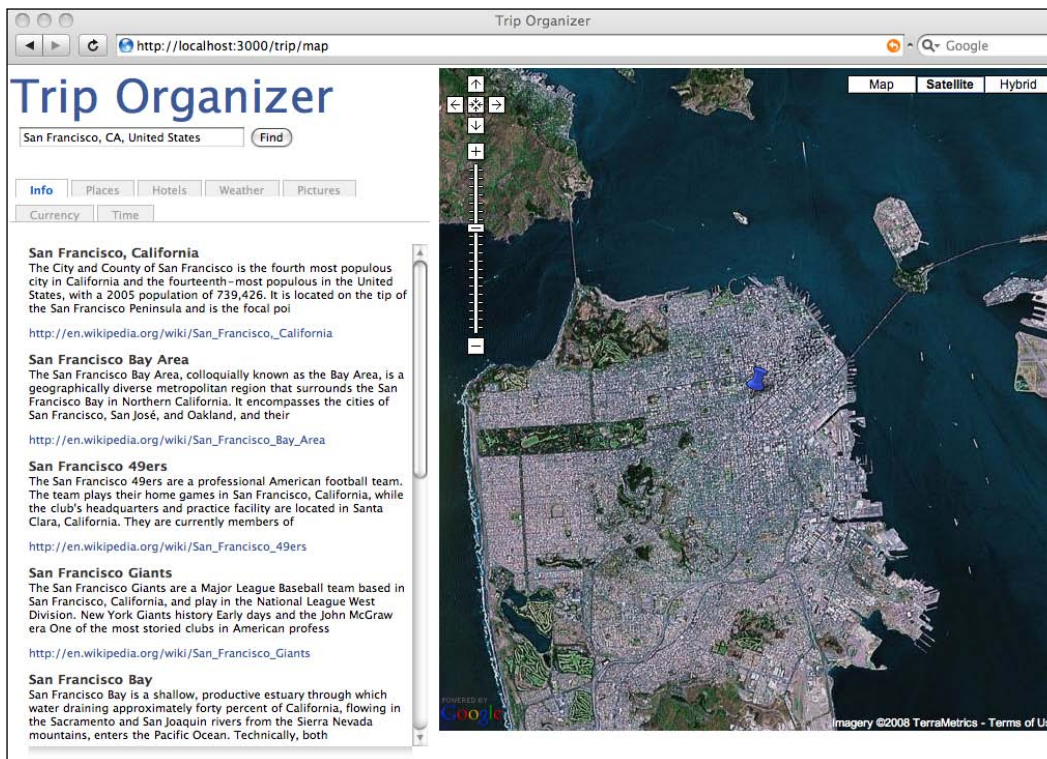 Trip Organizer
http://localhost:3000/trip/map
Google
Trip Organizer
San Francisco, CA, United States
Find
Info
Places
Hotels
Weather
Pictures
Currency
Time
San Francisco, California
The City and County of San Francisco is the fourth most populous
city in California and the fourteenth-most populous in the United
States, with a 2005 population of 739,426. It is located on the tip of
the San Francisco Peninsula and is the focal poi
http://en.wikipedia.org/wiki/San_Francisco,_California
San Francisco Bay Area
The San Francisco Bay Area, colloquially known as the Bay Area, is a
geographically diverse metropolitan region that surrounds the San
Francisco Bay in Northern California. It encompasses the cities of
San Francisco, San José, and Oakland, and their
http://en.wikipedia.org/wiki/San_Francisco_Bay_Area
San Francisco 49ers
The San Francisco 49ers are a professional American football team.
The team plays their home games in San Francisco, California, while
the club's headquarters and practice facility are located in Santa
Clara, California. They are currently members of
http://en.wikipedia.org/wiki/San_Francisco_49ers
San Francisco Giants
The San Francisco Giants are a Major League Baseball team based in
San Francisco, California, and play in the National League West
Division. New York Giants history Early days and the John McGraw
era One of the most storied clubs in American profess
http://en.wikipedia.org/wiki/San_Francisco_Giants
San Francisco Bay
San Francisco Bay is a shallow, productive estuary through which
water draining approximately forty percent of California, flowing in
the Sacramento and San Joaquin rivers from the Sierra Nevada
mountains, enters the Pacific Ocean. Technically, both
Map
Satellite
Hybrid
POWERED BY
Google
Imagery ©2008 TerraMetrics - Terms of Us